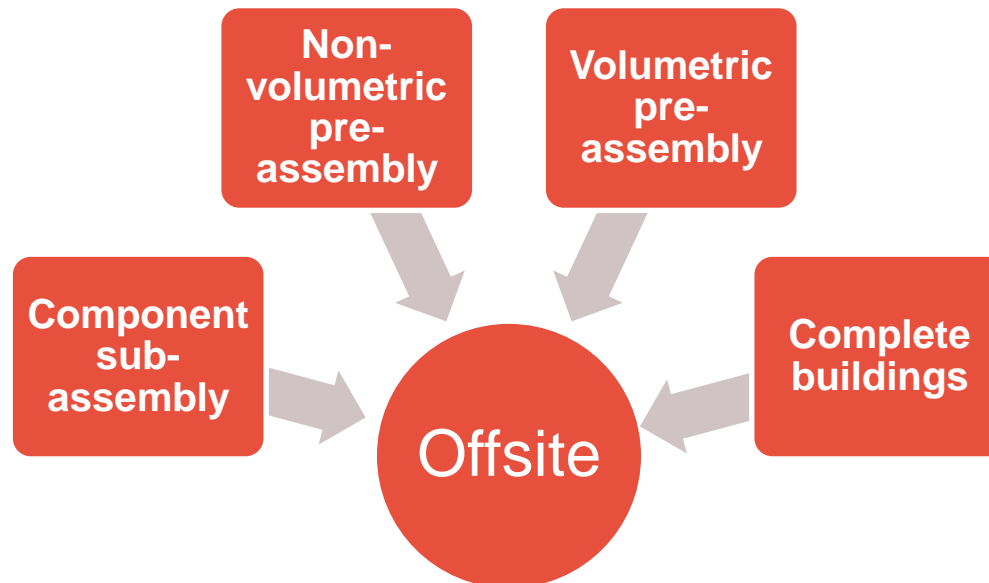 Non-
volumetric
pre-
assembly
Volumetric
pre-
assembly
Component
sub-
assembly
Complete
buildings
Offsite